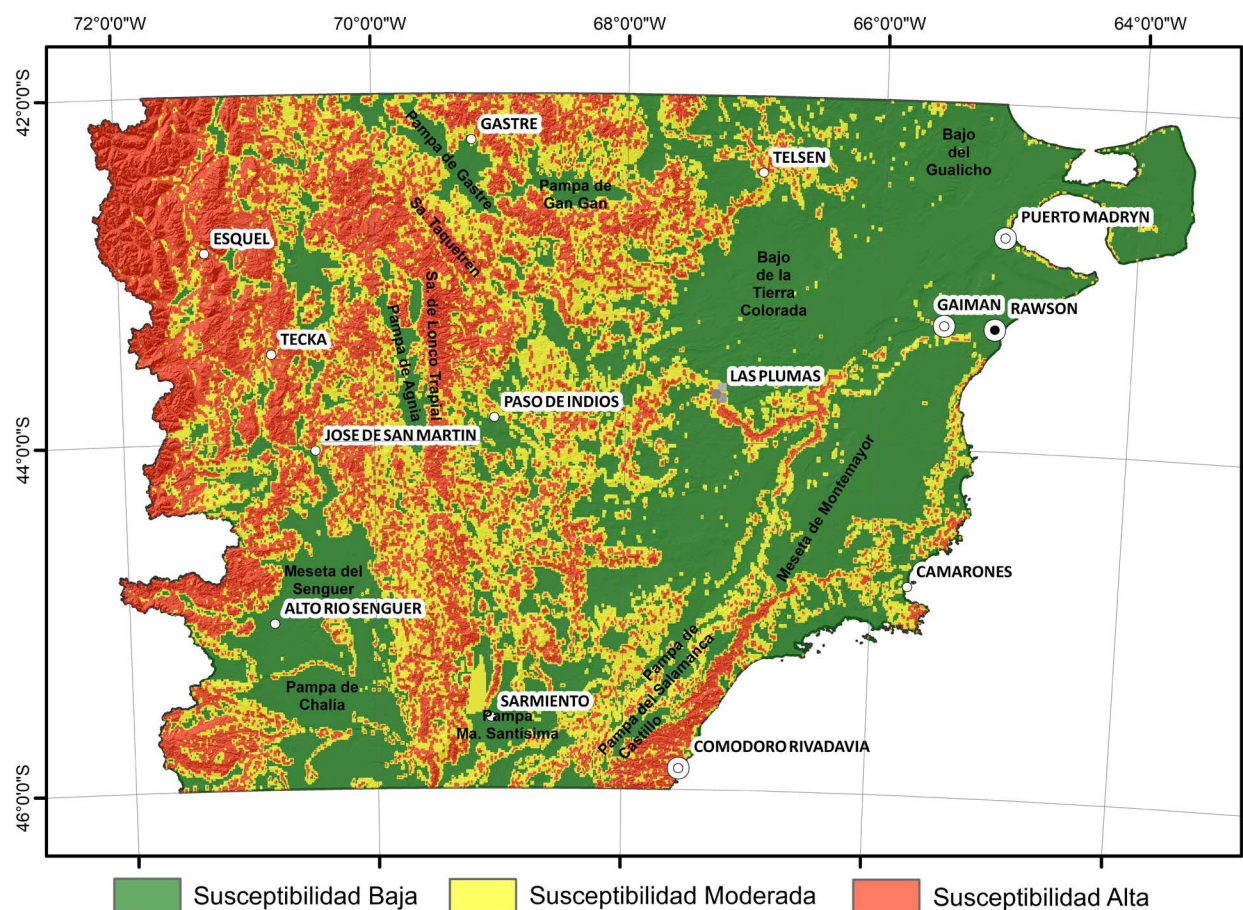 72°0'0"W
70°0'0"W
68°0'0"W
66°0'0"W
64°0'0"W
42°0'0"S
44°0'0"S
46°0'0"S
GASTRE
Pampa de Gastre
TELSEN
Bajo
del
Gualicho
Pampa de
Gan Gan
PUERTO MADRYN
ESQUEL
Sa. Taquetrén
Bajo
de la
Tierra
Colorada
Sa. de Lonco Trapial
Pampa de Agnia
GAIMAN
RAWSON
TECKA
LAS PLUMAS
PASO DE INDIOS
JOSE DE SAN MARTIN
Meseta de Montemayor
Meseta del
Senguer
CAMARONES
ALTO RIO SENGUER
Pampa de
Salamanca
Pampa de
Chalía
SARMIENTO
Pampa
Ma. Santísima
Pampa del
Castillo
COMODORO RIVADAVIA
Susceptibilidad Baja
Susceptibilidad Moderada
Susceptibilidad Alta